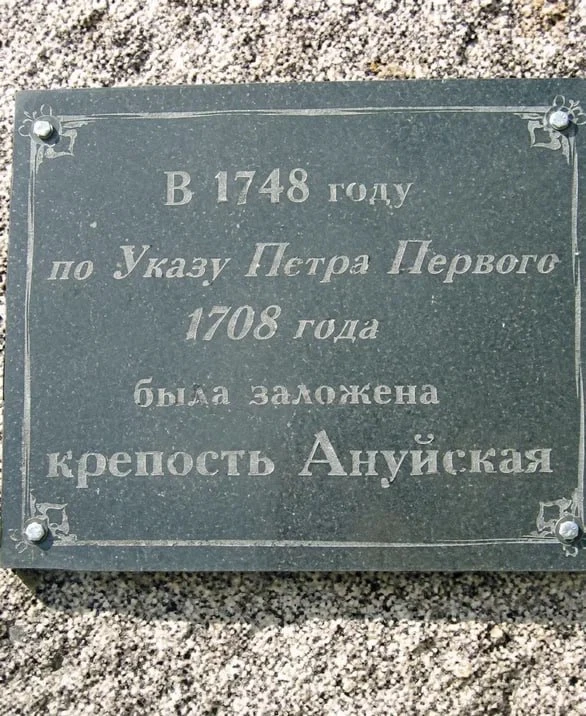 В 1748 году
по Указу Петра Первого
1708 года
была заложена
крепость Ануйская